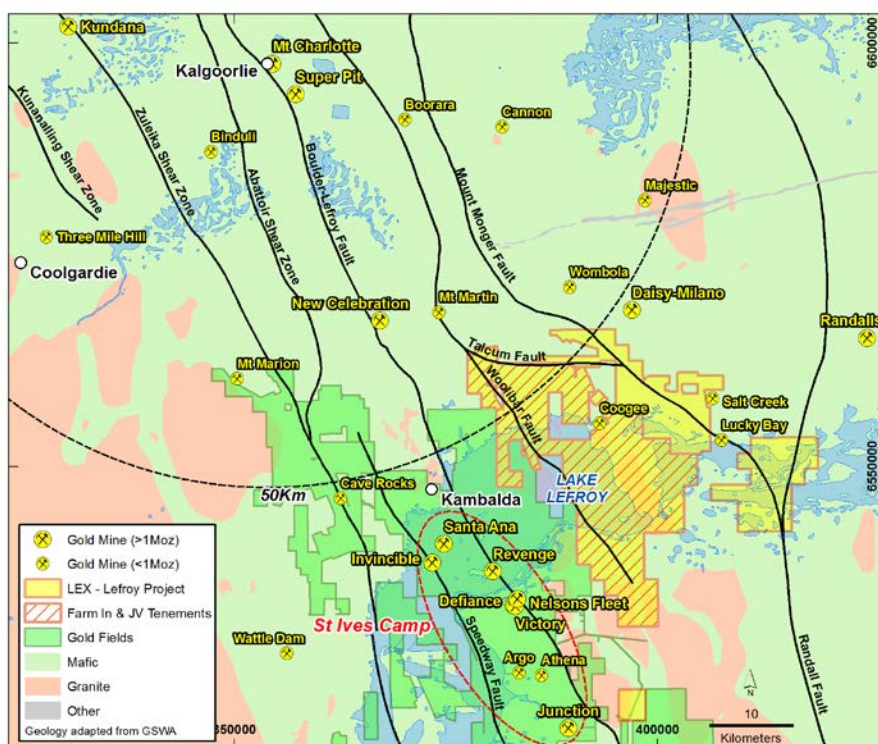 Kundana
Mt Charlotte
Kalgoorlie
Super Pit
6600000
Boorara
Cannon
Binduli
Kunanalling Shear Zone
Zuleika Shear Zone
Abattoir Shear Zone
Boulder-Lefroy Fault
Mount Monger Fault
Majestic
Three Mile Hill
Coolgardie
Wombola
Daisy-Milano
New Celebration
Mt Martin
Randalls
Talcum Fault
Mt Marion
Woolibar Fault
Salt Creek
Coogee
Lucky Bay
6550000
50Km
Cave Rocks
Kambalda
LAKE
LEFROY
Santa Ana
Invincible
Revenge
Defiance
Nelsons Fleet
Victory
St Ives Camp
Speedway Fault
Wattle Dam
Argo
Athena
Randall Fault
Junction
Gold Mine (>1Moz)
Gold Mine (<1Moz)
LEX - Lefroy Project
Farm In & JV Tenements
Gold Fields
Mafic
Granite
Other
Geology adapted from GSWA
350000
400000
N
10
Kilometers